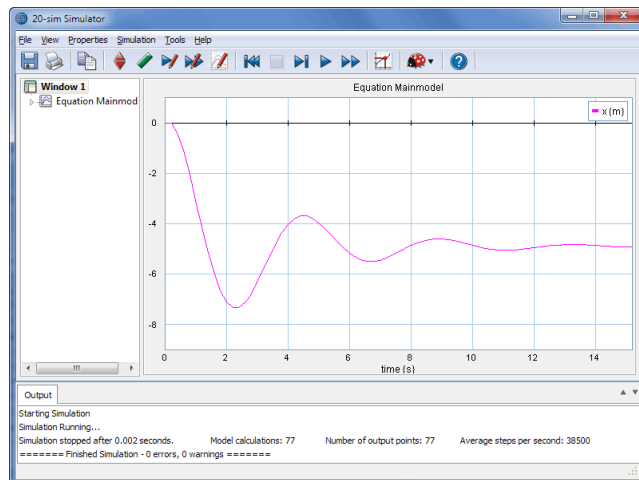 20-sim Simulator
File View Properties Simulation Tools Help
Window 1
Equation Mainmod
Equation Mainmodel
x (m)
0
-2
-4
-6
-8
0 2 4 6 8 10 12 14
time {s}
Output
Starting Simulation
Simulation Running...
Simulation stopped after 0.002 seconds. Model calculations: 77 Number of output points: 77 Average steps per second: 38500
======= Finished Simulation - 0 errors, 0 warnings =======